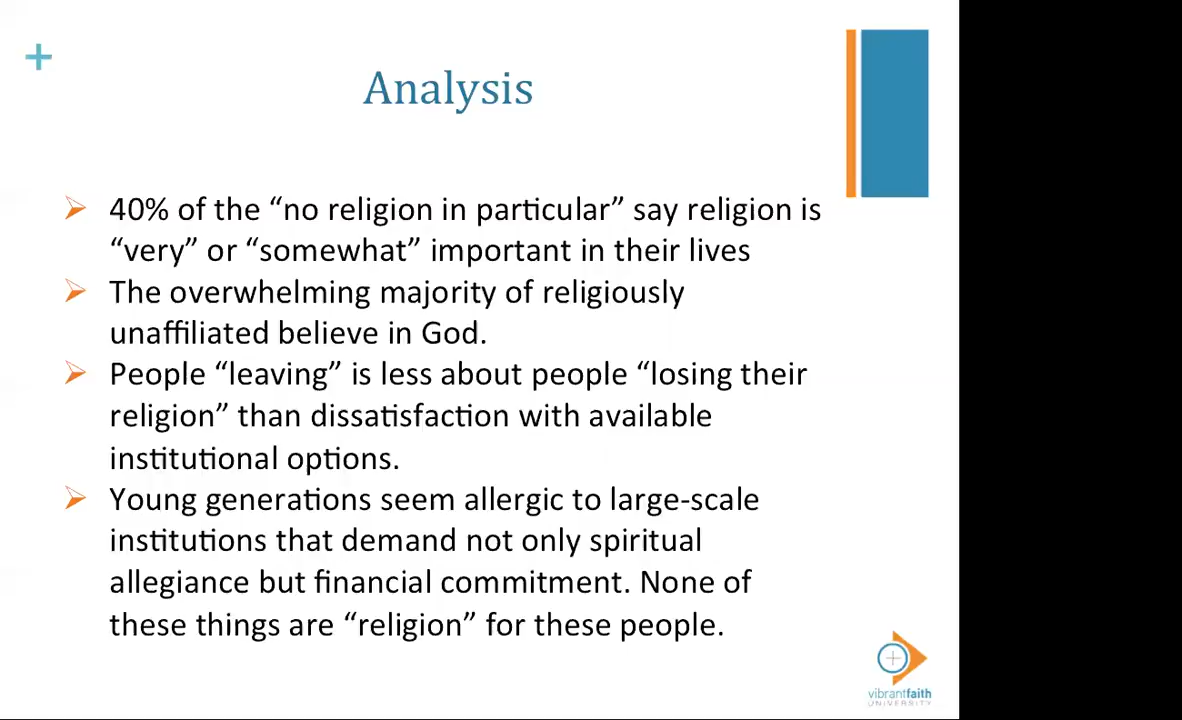 +
Analysis
40% of the “no religion in particular” say religion is
“very” or “somewhat” important in their lives
The overwhelming majority of religiously
unaffiliated believe in God.
People “leaving” is less about people “losing their
religion” than dissatisfaction with available
institutional options.
Young generations seem allergic to large-scale
institutions that demand not only spiritual
allegiance but financial commitment. None of
these things are “religion” for these people.
vibrantfaith
UNIVERSITY